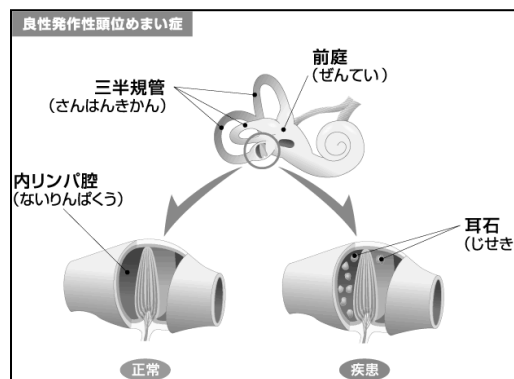 良性発作性頭位めまい症
三半規管
(さんはんきかん)
前庭
(ぜんてい)
内リンパ腔
(ないりんぱくう)
耳石
(じせき
正常
疾患